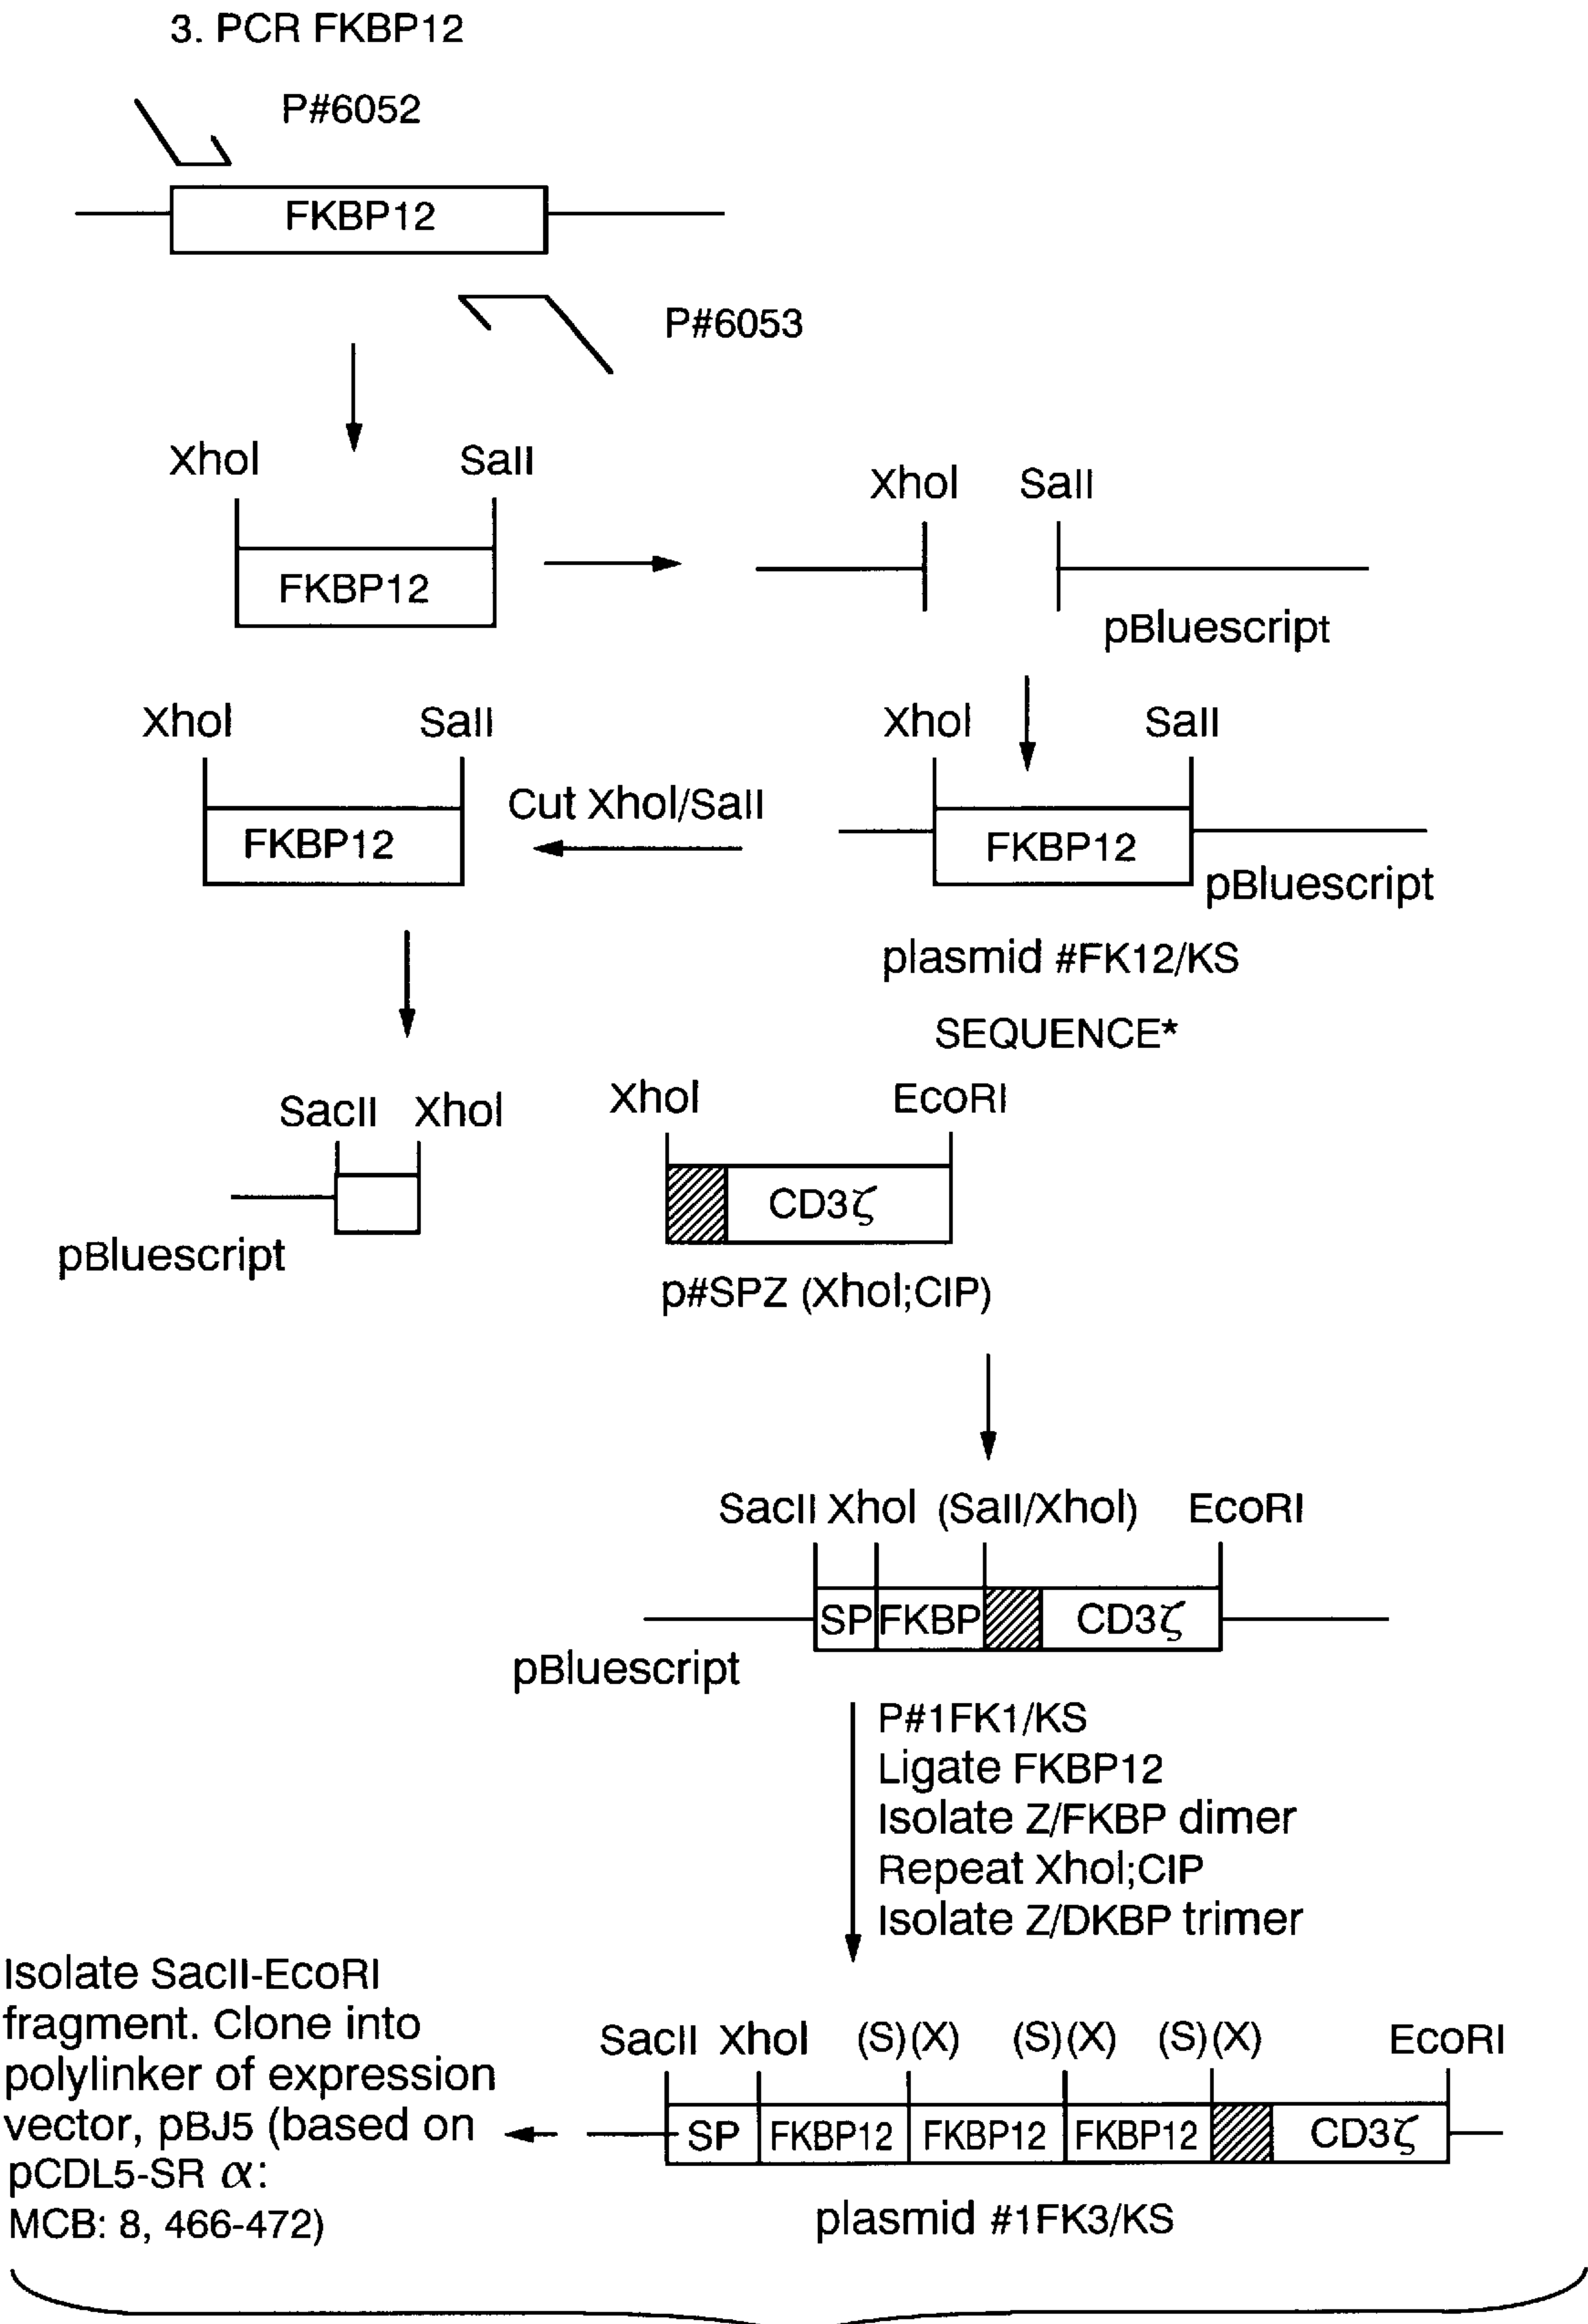 3. PCR FKBP12
P#6052
FKBP12
P#6053
XhoI SalI
FKBP12
XhoI SalI
pBluescript
XhoI SalI
FKBP12
Cut XhoI/SalI
XhoI SalI
FKBP12
pBluescript
plasmid #FK12/KS
SEQUENCE*
SacII XhoI
pBluescript
XhoI EcoRI
CD3ζ
p#SPZ (XhoI;CIP)
SacII XhoI (SalI/XhoI) EcoRI
SP FKBP CD3ζ
pBluescript
P#1FK1/KS
Ligate FKBP12
Isolate Z/FKBP dimer
Repeat XhoI;CIP
Isolate Z/DKBP trimer
SacII XhoI (S)(X) (S)(X) (S)(X) EcoRI
SP FKBP12 FKBP12 FKBP12 CD3ζ
plasmid #1FK3/KS
Isolate SacII-EcoRI
fragment. Clone into
polylinker of expression
vector, pBJ5 (based on
pCDL5-SR α:
MCB: 8, 466-472)